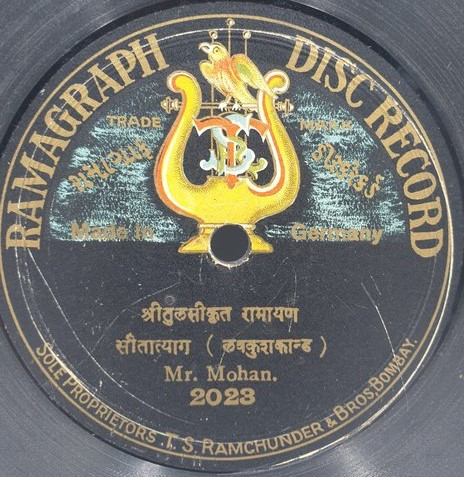 RAMAGRAPH DISC RECORD
TRADE MARK
Made in Germany
श्रीतुलसीकृत रामायण
सीतात्याग ( लवकुशकान्ड )
Mr. Mohan.
2023
SOLE PROPRIETORS. T. S. RAMCHUNDER & BROS. BOMBAY.